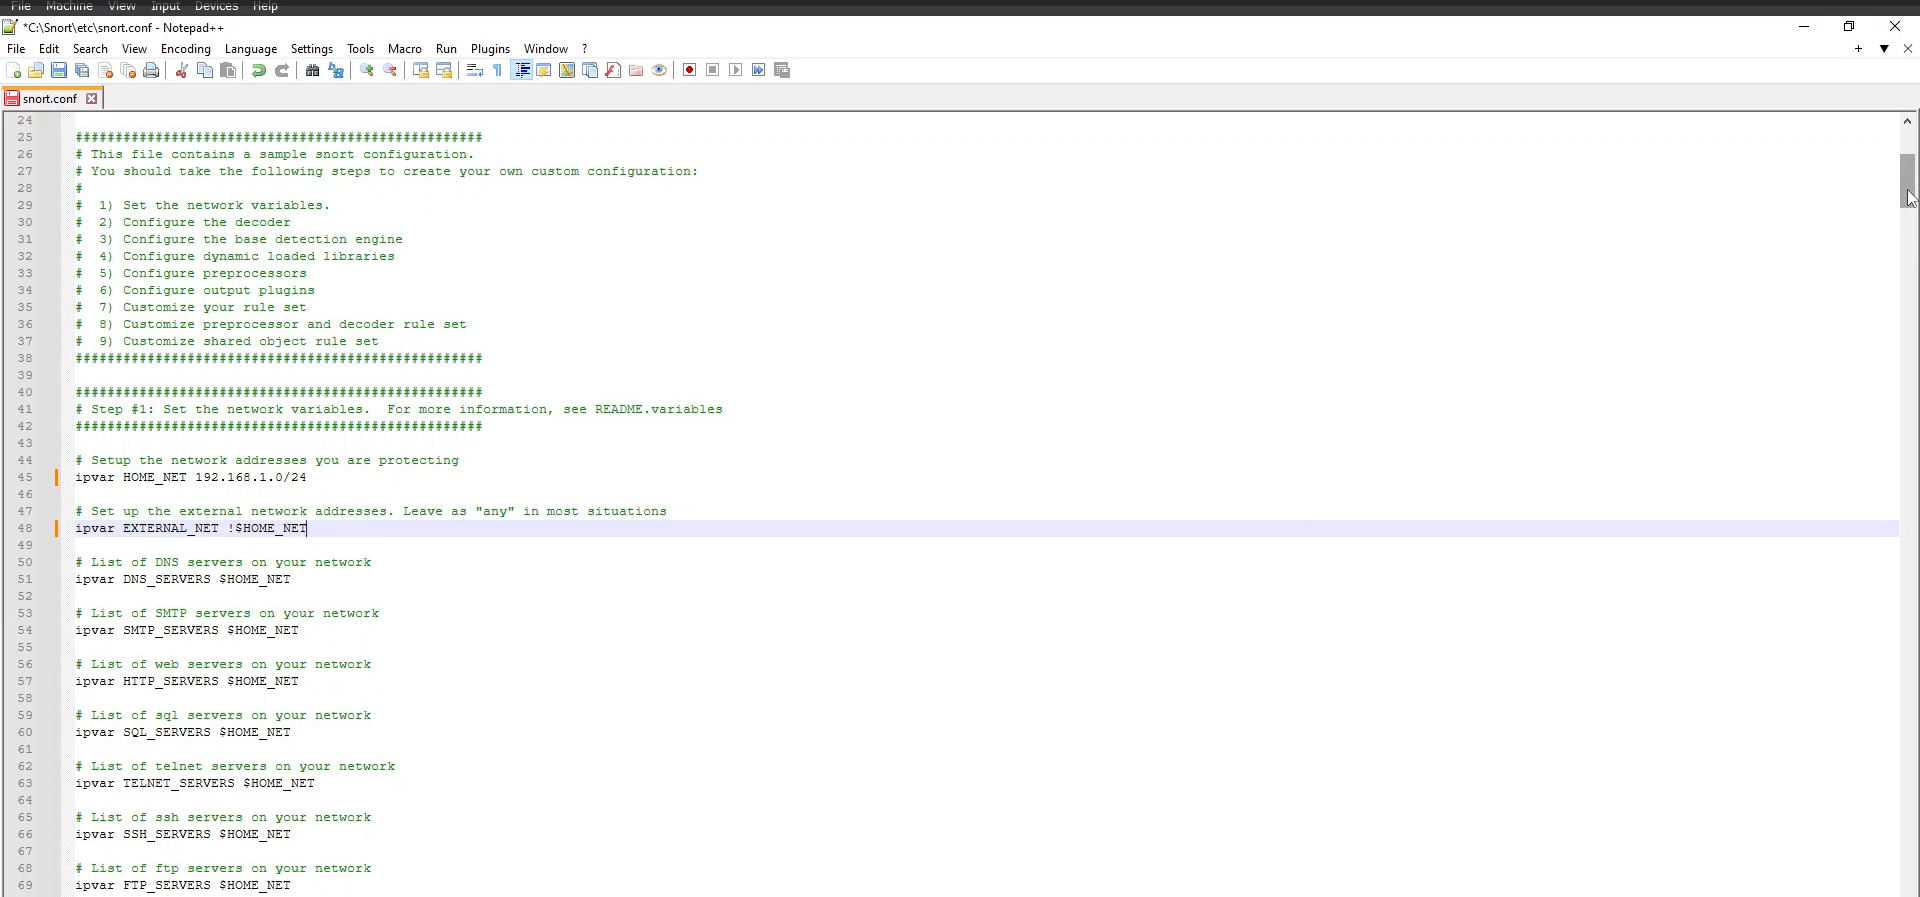 File Machine View Input Devices Help
*C:\Snort\etc\snort.conf - Notepad++
File Edit Search View Encoding Language Settings Tools Macro Run Plugins Window ?
snort.conf
24
25 ###################################################
26 # This file contains a sample snort configuration.
27 # You should take the following steps to create your own custom configuration:
28 #
29 #  1) Set the network variables.
30 #  2) Configure the decoder
31 #  3) Configure the base detection engine
32 #  4) Configure dynamic loaded libraries
33 #  5) Configure preprocessors
34 #  6) Configure output plugins
35 #  7) Customize your rule set
36 #  8) Customize preprocessor and decoder rule set
37 #  9) Customize shared object rule set
38 ###################################################
39
40 ###################################################
41 # Step #1: Set the network variables.  For more information, see README.variables
42 ###################################################
43
44 # Setup the network addresses you are protecting
45 ipvar HOME_NET 192.168.1.0/24
46
47 # Set up the external network addresses. Leave as "any" in most situations
48 ipvar EXTERNAL_NET !$HOME_NET
49
50 # List of DNS servers on your network
51 ipvar DNS_SERVERS $HOME_NET
52
53 # List of SMTP servers on your network
54 ipvar SMTP_SERVERS $HOME_NET
55
56 # List of web servers on your network
57 ipvar HTTP_SERVERS $HOME_NET
58
59 # List of sql servers on your network
60 ipvar SQL_SERVERS $HOME_NET
61
62 # List of telnet servers on your network
63 ipvar TELNET_SERVERS $HOME_NET
64
65 # List of ssh servers on your network
66 ipvar SSH_SERVERS $HOME_NET
67
68 # List of ftp servers on your network
69 ipvar FTP_SERVERS $HOME_NET